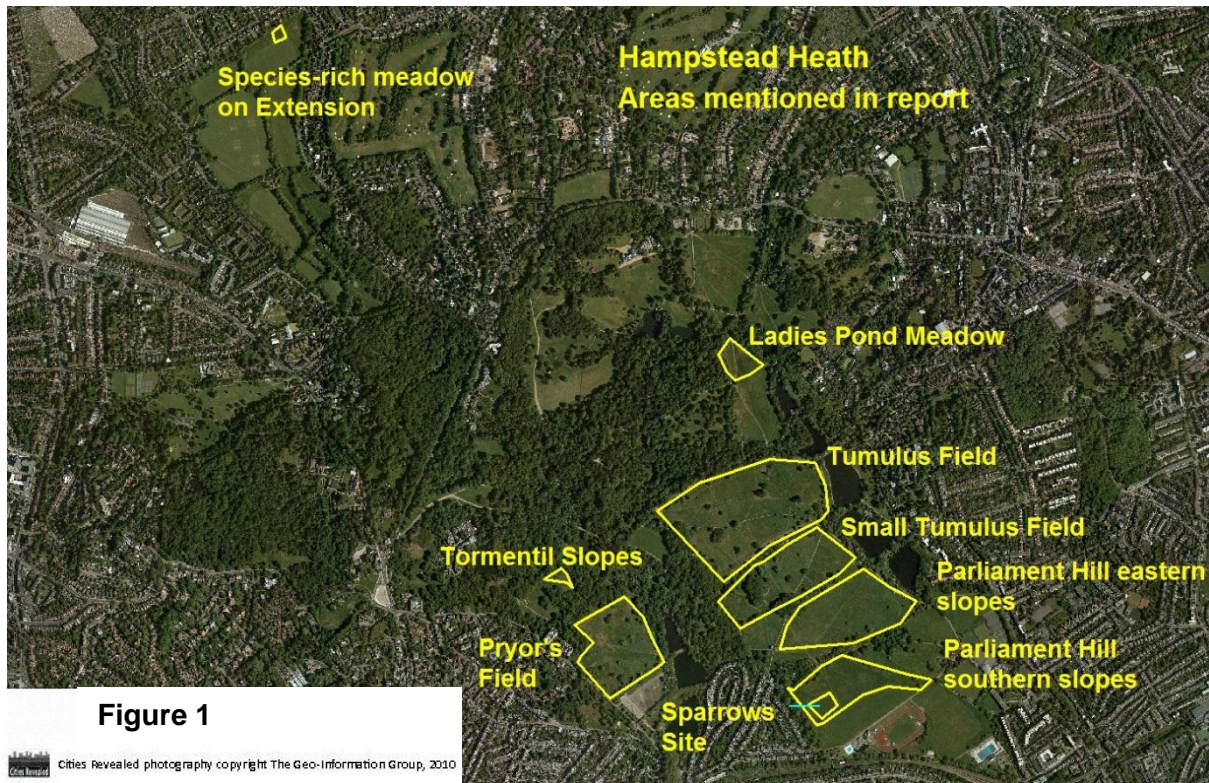 Hampstead Heath
Areas mentioned in report
Species-rich meadow
on Extension
Ladies Pond Meadow
Tumulus Field
Small Tumulus Field
Tormentil Slopes
Parliament Hill eastern
slopes
Pryor's
Field
Parliament Hill
southern slopes
Sparrows
Site
Figure 1
Cities Revealed
Cities Revealed photography copyright The Geo-Information Group, 2010